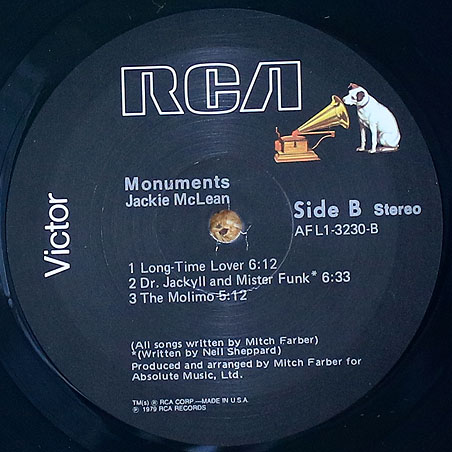 RCA
Victor
Monuments
Jackie McLean
Side B Stereo
AFL1-3230-B
1 Long-Time Lover 6:12
2 Dr. Jackyll and Mister Funk* 6:33
3 The Molimo 5:12
(All songs written by Mitch Farber)
*(Written by Nell Sheppard)
Produced and arranged by Mitch Farber for
Absolute Music, Ltd.
TM(s) ® RCA CORP.—MADE IN U.S.A.
℗ 1979 RCA RECORDS